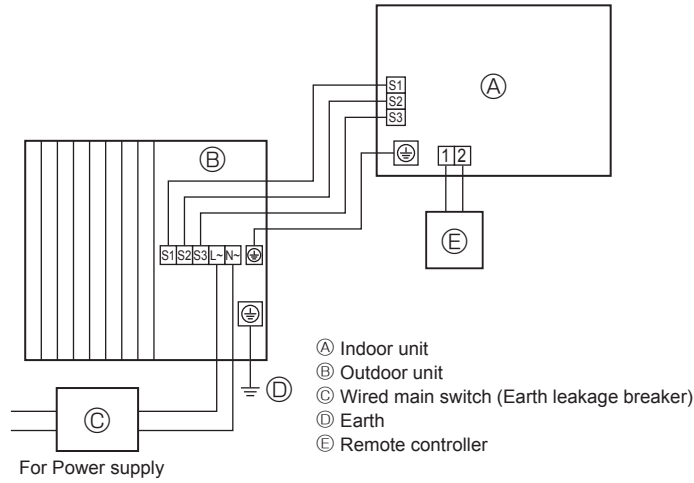 S1
S2
S3
Ⓐ
1 2
Ⓑ
S1 S2 S3 L~ N~
Ⓔ
Ⓓ
Ⓒ
For Power supply
Ⓐ Indoor unit
Ⓑ Outdoor unit
Ⓒ Wired main switch (Earth leakage breaker)
Ⓓ Earth
Ⓔ Remote controller